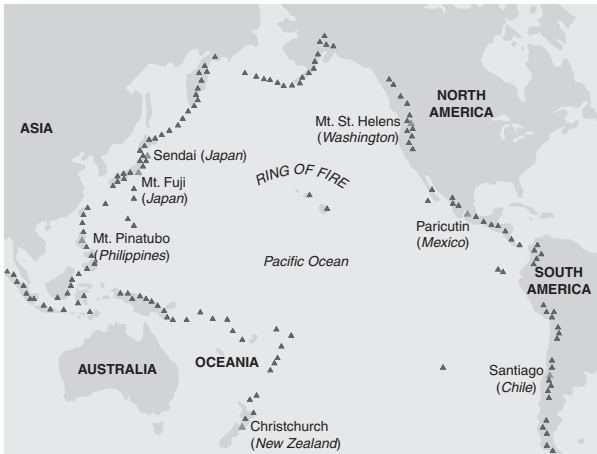 ASIA
NORTH
AMERICA
Mt. St. Helens
(Washington)
Sendai (Japan)
RING OF FIRE
Mt. Fuji
(Japan)
Mt. Pinatubo
(Philippines)
Paricutin
(Mexico)
Pacific Ocean
SOUTH
AMERICA
AUSTRALIA
OCEANIA
Santiago
(Chile)
Christchurch
(New Zealand)